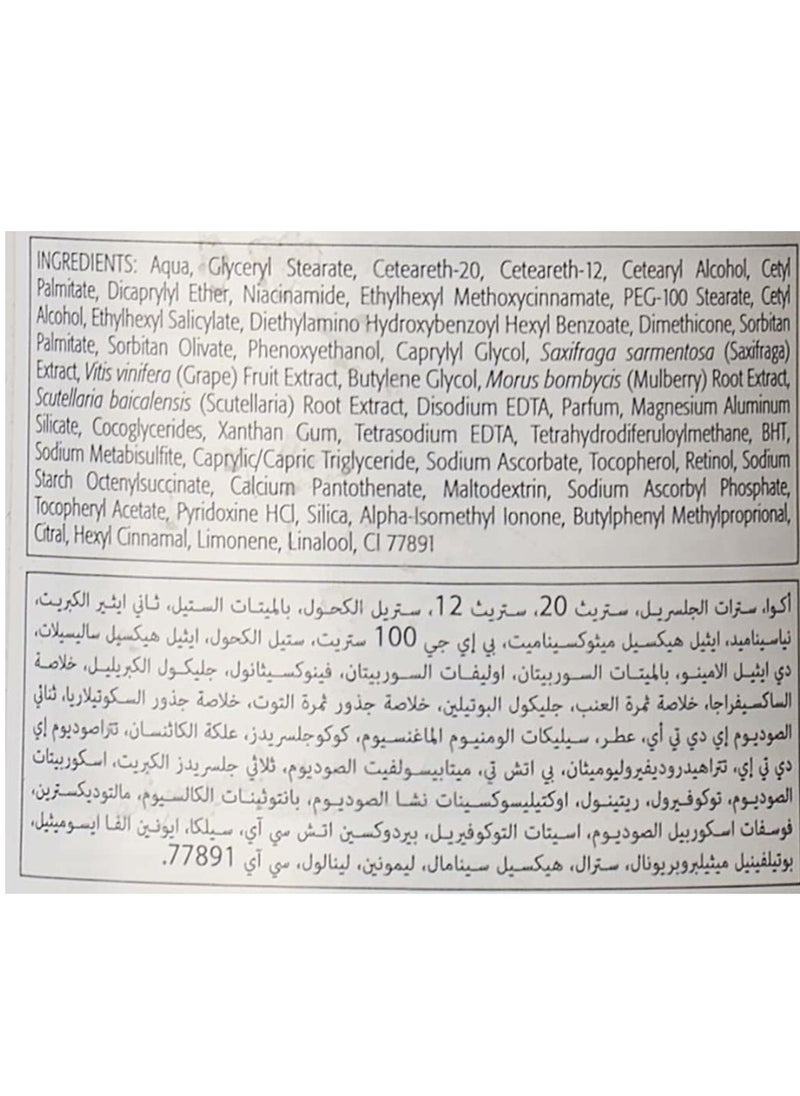 INGREDIENTS: Aqua, Glyceryl Stearate, Ceteareth-20, Ceteareth-12, Cetearyl Alcohol, Cetyl
Palmitate, Dicaprylyl Ether, Niacinamide, Ethylhexyl Methoxycinnamate, PEG-100 Stearate, Cetyl
Alcohol, Ethylhexyl Salicylate, Diethylamino Hydroxybenzoyl Hexyl Benzoate, Dimethicone, Sorbitan
Palmitate, Sorbitan Olivate, Phenoxyethanol, Caprylyl Glycol, Saxifraga sarmentosa (Saxifraga)
Extract, Vitis vinifera (Grape) Fruit Extract, Butylene Glycol, Morus bombycis (Mulberry) Root Extract,
Scutellaria baicalensis (Scutellaria) Root Extract, Disodium EDTA, Parfum, Magnesium Aluminum
Silicate, Cocoglycerides, Xanthan Gum, Tetrasodium EDTA, Tetrahydrodiferuloylmethane, BHT,
Sodium Metabisulfite, Caprylic/Capric Triglyceride, Sodium Ascorbate, Tocopherol, Retinol, Sodium
Starch Octenylsuccinate, Calcium Pantothenate, Maltodextrin, Sodium Ascorbyl Phosphate,
Tocopheryl Acetate, Pyridoxine HCl, Silica, Alpha-Isomethyl Ionone, Butylphenyl Methylproprional,
Citral, Hexyl Cinnamal, Limonene, Linalool, CI 77891
أكوا، سترات الجلسريل، ستريث 20، ستريث 12، ستريل الكحول، بالميتات الستيل، ثاني ايثير الكبريت،
نياسيناميد، ايثيل هيكسيل ميثوكسيناميت، بي إي جي 100 ستريت، ستيل الكحول، ايثيل هيكسيل ساليسيلات،
دي ايثيل الامينو، بالميتات السوربيتان، اوليفات السوربيتان، فينوكسيثانول، جليكول الكبريليل، خلاصة
الساكسيفراجا، خلاصة ثمرة العنب، جليكول البوتيلين، خلاصة جذور ثمرة التوت، خلاصة جذور السكوتيلاريا، ثنائي
الصوديوم إي دي تي أي، عطر، سيليكات الومنيوم الماغنسيوم، كوكوجلسريدز، علكة الكائنسان، تتراصوديوم إي
دي تي إي، تتراهيدروديفيروليوميثان، بي اتش تي، ميتابيسولفيت الصوديوم، ثلاثي جلسريدز الكبريت، اسكوربيتات
الصوديوم، توكوفيرول، ريتينول، اوكتيليسوكسينات نشا الصوديوم، بانتوثينات الكالسيوم، مالتوديكسترين،
فوسفات اسكوربيل الصوديوم، اسيتات التوكوفيريل، بيردوكسين اتش سي آي، سيلكا، ايونين الفا ايسوميثيل،
بوتيلفينيل ميثيلبروبريونال، سترال، هيكسيل سينامال، ليمونين، لينالول، سي آي 77891.